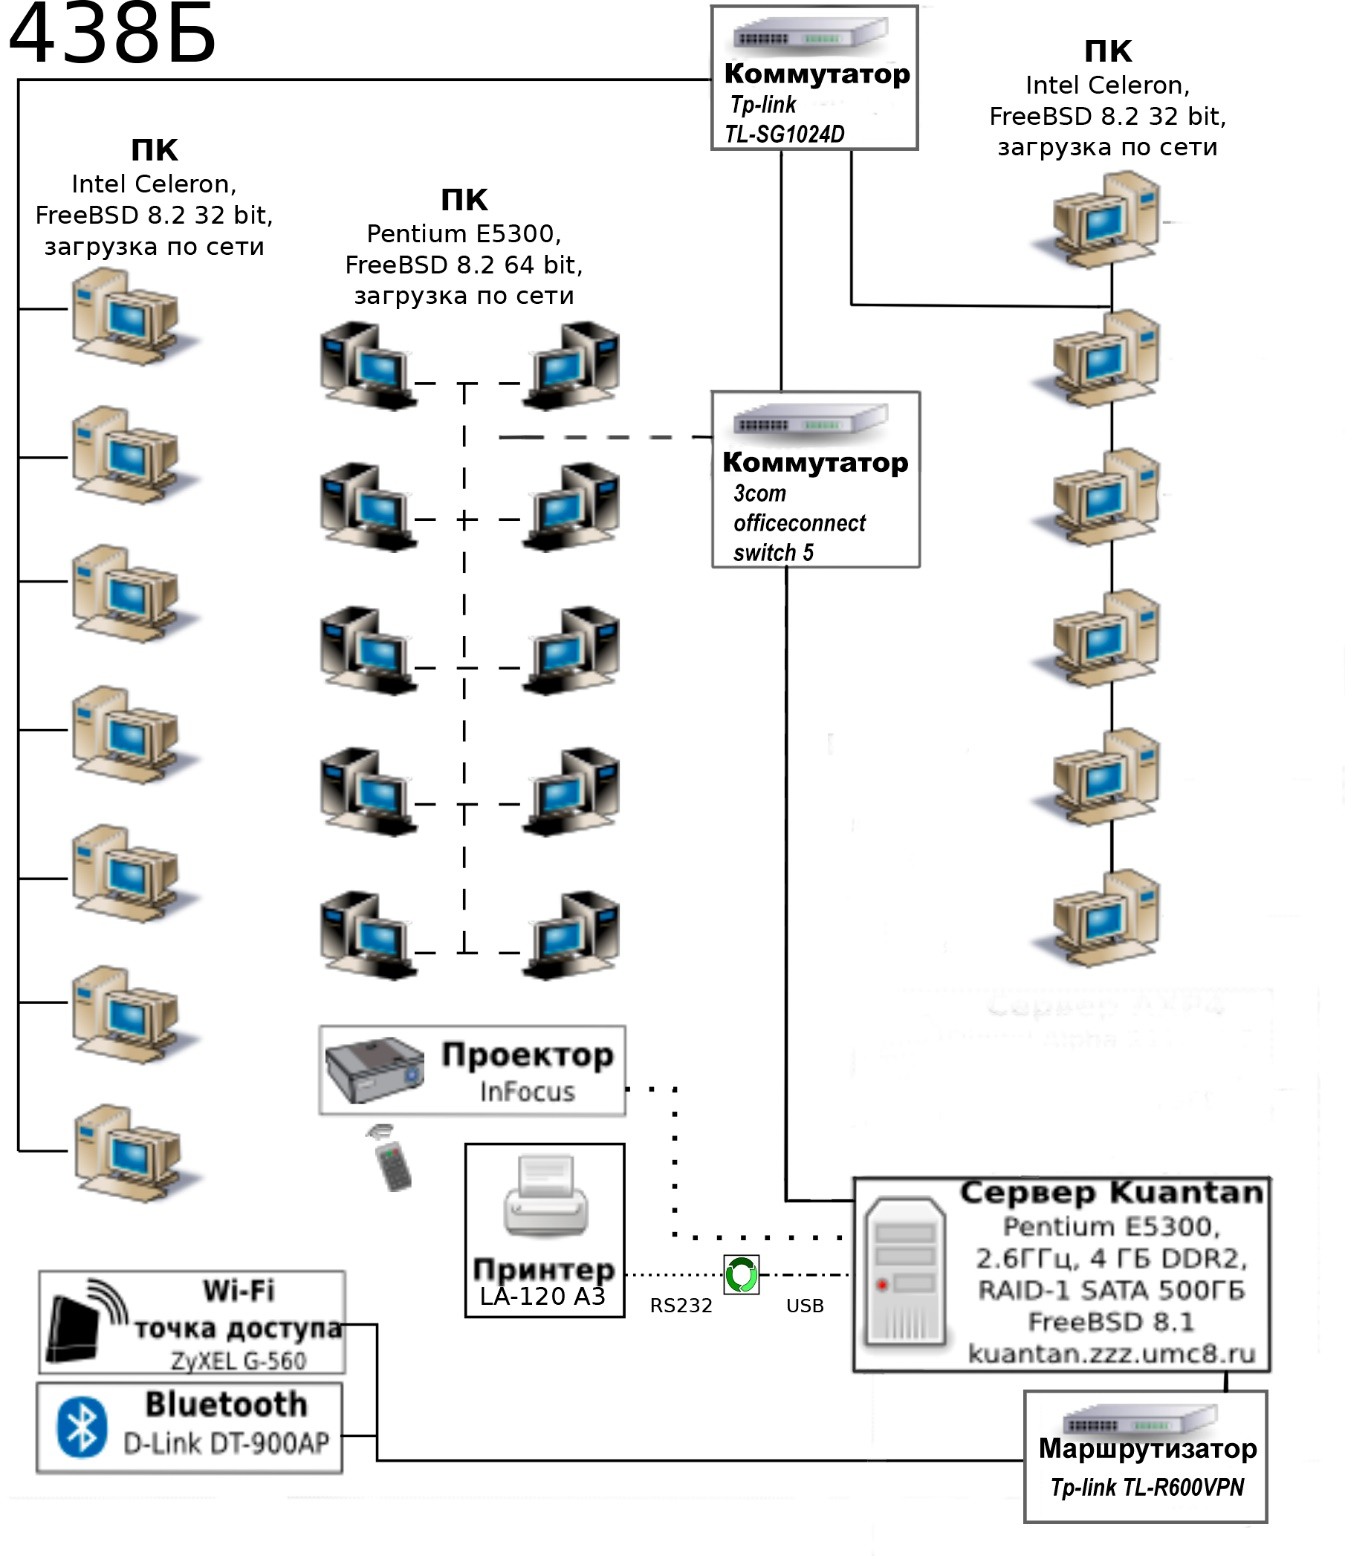 438Б
Коммутатор
Tp-link
TL-SG1024D
ПК
Intel Celeron,
FreeBSD 8.2 32 bit,
загрузка по сети
ПК
Intel Celeron,
FreeBSD 8.2 32 bit,
загрузка по сети
ПК
Pentium E5300,
FreeBSD 8.2 64 bit,
загрузка по сети
Коммутатор
3com
officeconnect
switch 5
Сервер
Проектор
InFocus
Принтер
LA-120 A3
RS232
USB
Сервер Kuantan
Pentium E5300,
2.6ГГц, 4 ГБ DDR2,
RAID-1 SATA 500ГБ
FreeBSD 8.1
kuantan.zzz.umc8.ru
Wi-Fi
точка доступа
ZyXEL G-560
Bluetooth
D-Link DT-900AP
Маршрутизатор
Tp-link TL-R600VPN